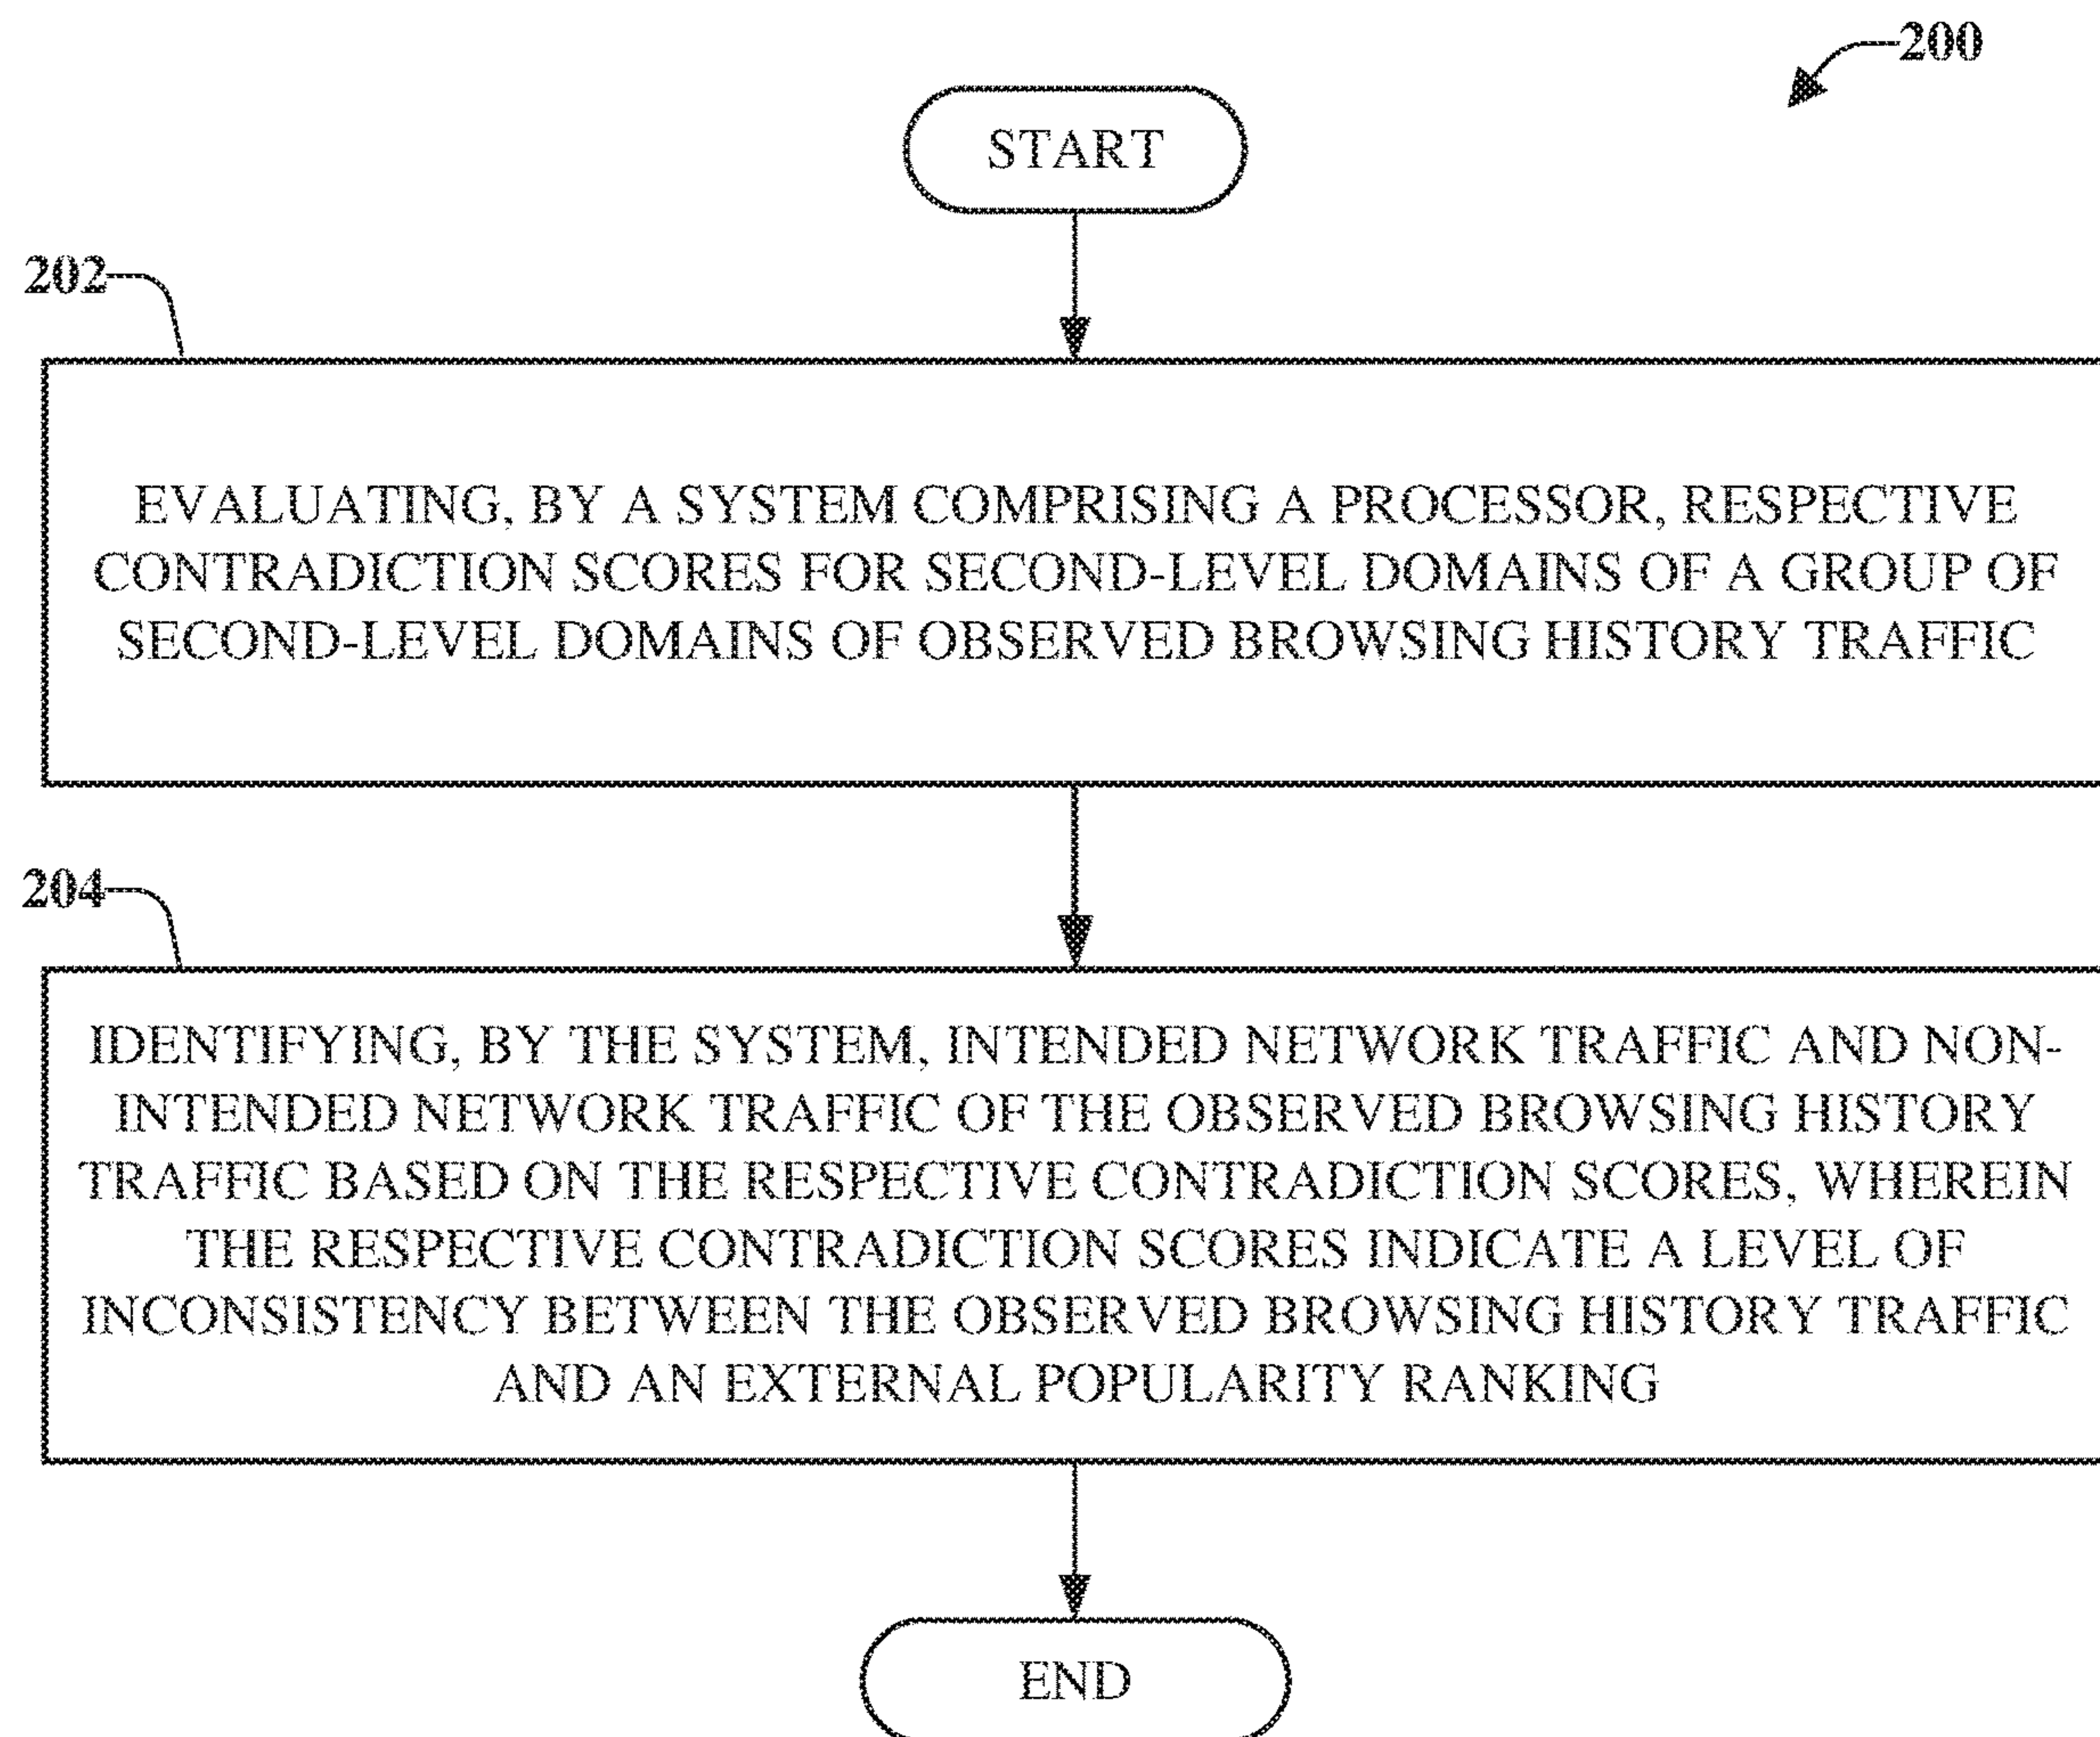 200
START
202
EVALUATING, BY A SYSTEM COMPRISING A PROCESSOR, RESPECTIVE
CONTRADICTION SCORES FOR SECOND-LEVEL DOMAINS OF A GROUP OF
SECOND-LEVEL DOMAINS OF OBSERVED BROWSING HISTORY TRAFFIC
204
IDENTIFYING, BY THE SYSTEM, INTENDED NETWORK TRAFFIC AND NON-
INTENDED NETWORK TRAFFIC OF THE OBSERVED BROWSING HISTORY
TRAFFIC BASED ON THE RESPECTIVE CONTRADICTION SCORES, WHEREIN
THE RESPECTIVE CONTRADICTION SCORES INDICATE A LEVEL OF
INCONSISTENCY BETWEEN THE OBSERVED BROWSING HISTORY TRAFFIC
AND AN EXTERNAL POPULARITY RANKING
END